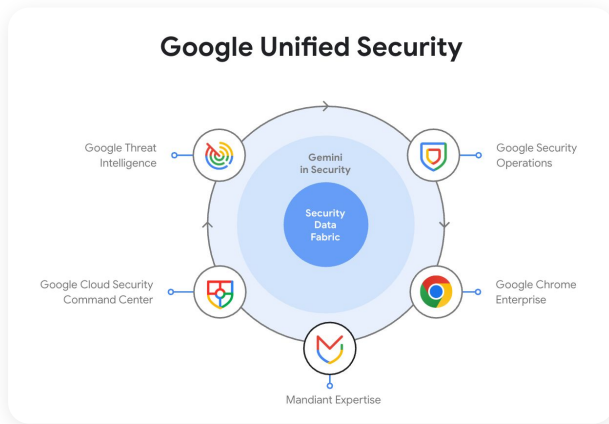 Google Unified Security
Google Threat
Intelligence
Gemini
in Security
Google Security
Operations
Security
Data
Fabric
Google Cloud Security
Command Center
Google Chrome
Enterprise
Mandiant Expertise